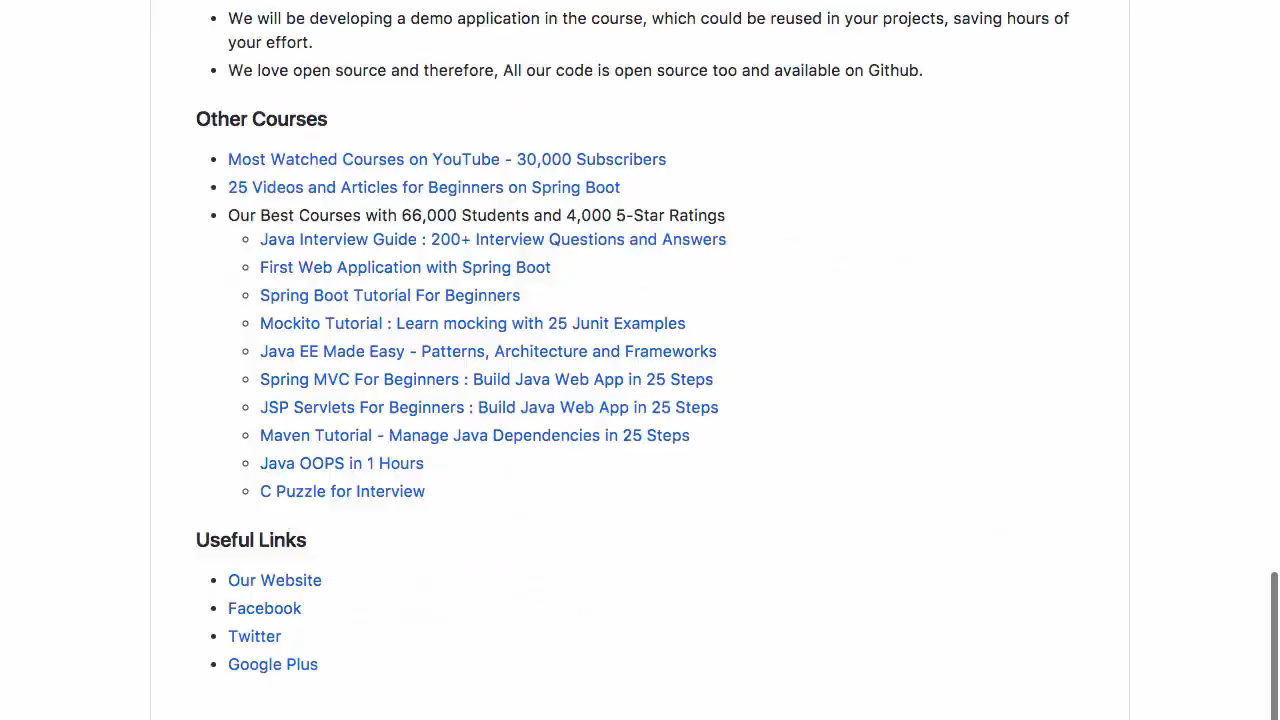 We will be developing a demo application in the course, which could be reused in your projects, saving hours of
your effort.
We love open source and therefore, All our code is open source too and available on Github.
Other Courses
Most Watched Courses on YouTube - 30,000 Subscribers
25 Videos and Articles for Beginners on Spring Boot
Our Best Courses with 66,000 Students and 4,000 5-Star Ratings
Java Interview Guide : 200+ Interview Questions and Answers
First Web Application with Spring Boot
Spring Boot Tutorial For Beginners
Mockito Tutorial : Learn mocking with 25 Junit Examples
Java EE Made Easy - Patterns, Architecture and Frameworks
Spring MVC For Beginners : Build Java Web App in 25 Steps
JSP Servlets For Beginners : Build Java Web App in 25 Steps
Maven Tutorial - Manage Java Dependencies in 25 Steps
Java OOPS in 1 Hours
C Puzzle for Interview
Useful Links
Our Website
Facebook
Twitter
Google Plus